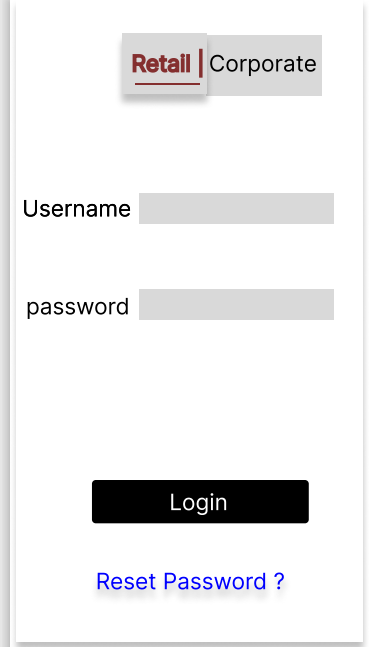 Retail | Corporate
Username
password
Login
Reset Password ?